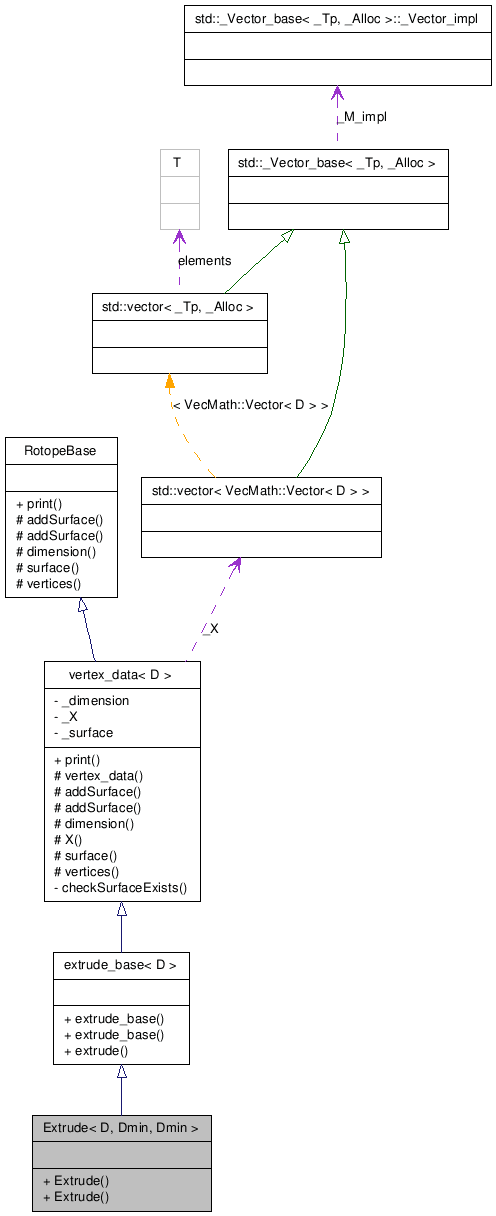 std::_Vector_base< _Tp, _Alloc >::_Vector_impl
_M_impl
T
std::_Vector_base< _Tp, _Alloc >
elements
std::vector< _Tp, _Alloc >
< VecMath::Vector< D > >
RotopeBase
+ print()
# addSurface()
# addSurface()
# dimension()
# surface()
# vertices()
std::vector< VecMath::Vector< D > >
_X
vertex_data< D >
- _dimension
- _X
- _surface
+ print()
# vertex_data()
# addSurface()
# addSurface()
# dimension()
# X()
# surface()
# vertices()
- checkSurfaceExists()
extrude_base< D >
+ extrude_base()
+ extrude_base()
+ extrude()
Extrude< D, Dmin, Dmin >
+ Extrude()
+ Extrude()